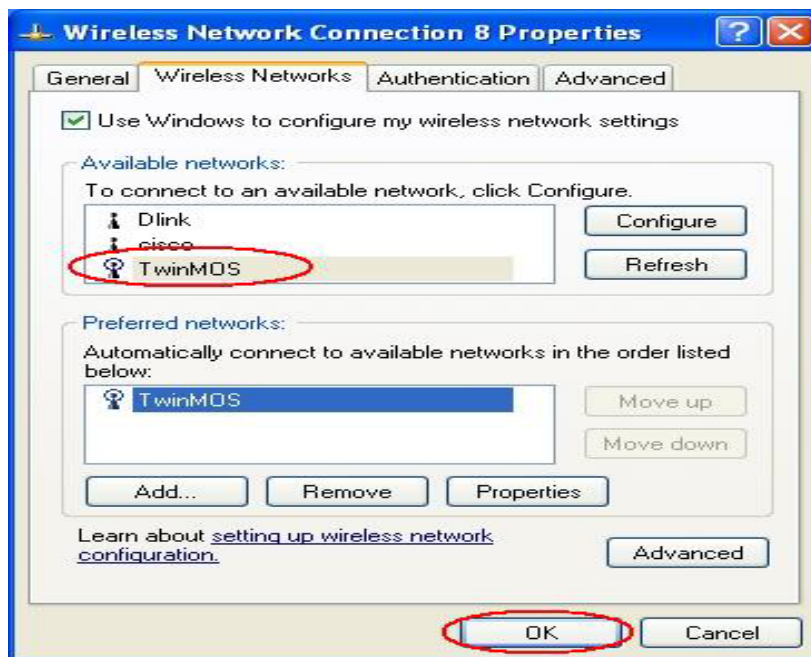 Wireless Network Connection 8 Properties
General Wireless Networks Authentication Advanced
Use Windows to configure my wireless network settings
Available networks:
To connect to an available network, click Configure.
Dlink
Configure
cisco
TwinMOS
Refresh
Preferred networks:
Automatically connect to available networks in the order listed
below:
TwinMOS
Move up
Move down
Add... Remove Properties
Learn about setting up wireless network
configuration.
Advanced
OK Cancel